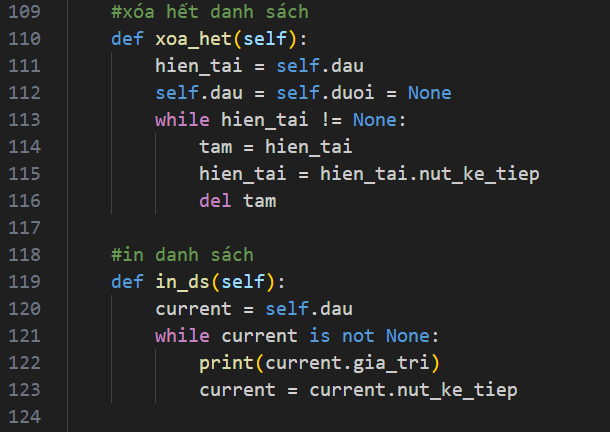 109 #xóa hết danh sách
110 def xoa_het(self):
111 hien_tai = self.dau
112 self.dau = self.duoi = None
113 while hien_tai != None:
114 tam = hien_tai
115 hien_tai = hien_tai.nut_ke_tiep
116 del tam
117
118 #in danh sách
119 def in_ds(self):
120 current = self.dau
121 while current is not None:
122 print(current.gia_tri)
123 current = current.nut_ke_tiep
124